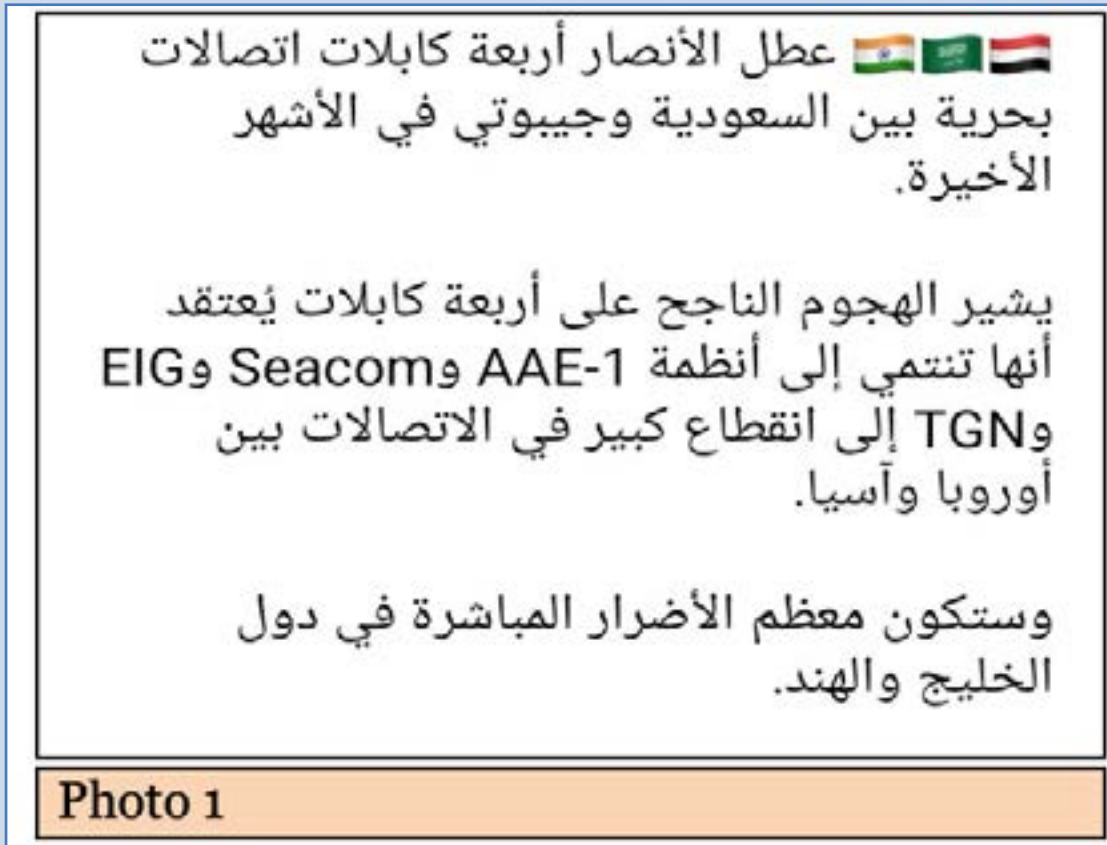 🇾🇪🇸🇦🇮🇳 عطل الأنصار أربعة كابلات اتصالات
بحرية بين السعودية وجيبوتي في الأشهر
الأخيرة.
يشير الهجوم الناجح على أربعة كابلات يُعتقد
أنها تنتمي إلى أنظمة AAE-1 وSeacom وEIG
وTGN إلى انقطاع كبير في الاتصالات بين
أوروبا وآسيا.
وستكون معظم الأضرار المباشرة في دول
الخليج والهند.
Photo 1